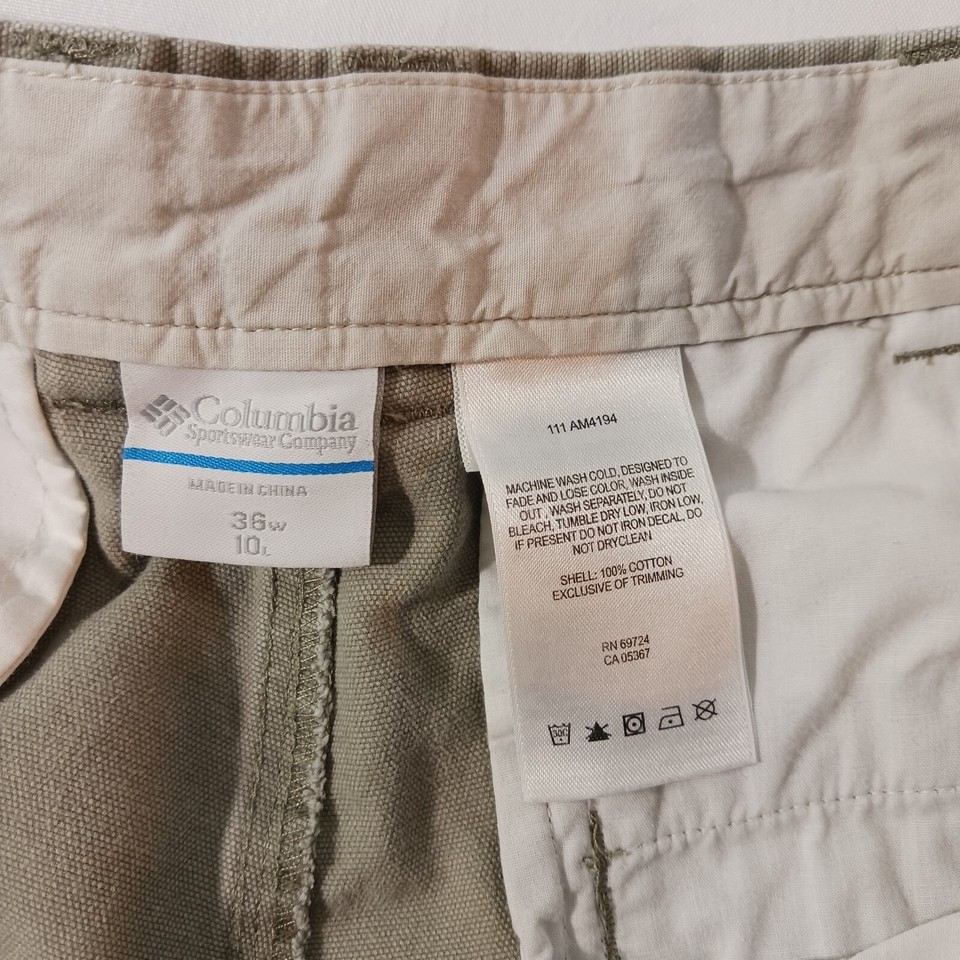 Columbia
Sportswear Company
MADE IN CHINA
36W
10L
111 AM4194
MACHINE WASH COLD, DESIGNED TO
FADE AND LOSE COLOR, WASH INSIDE
OUT , WASH SEPARATELY, DO NOT
BLEACH, TUMBLE DRY LOW, IRON LOW,
IF PRESENT DO NOT IRON DECAL, DO
NOT DRYCLEAN
SHELL: 100% COTTON
EXCLUSIVE OF TRIMMING
RN 69724
CA 05367
30C